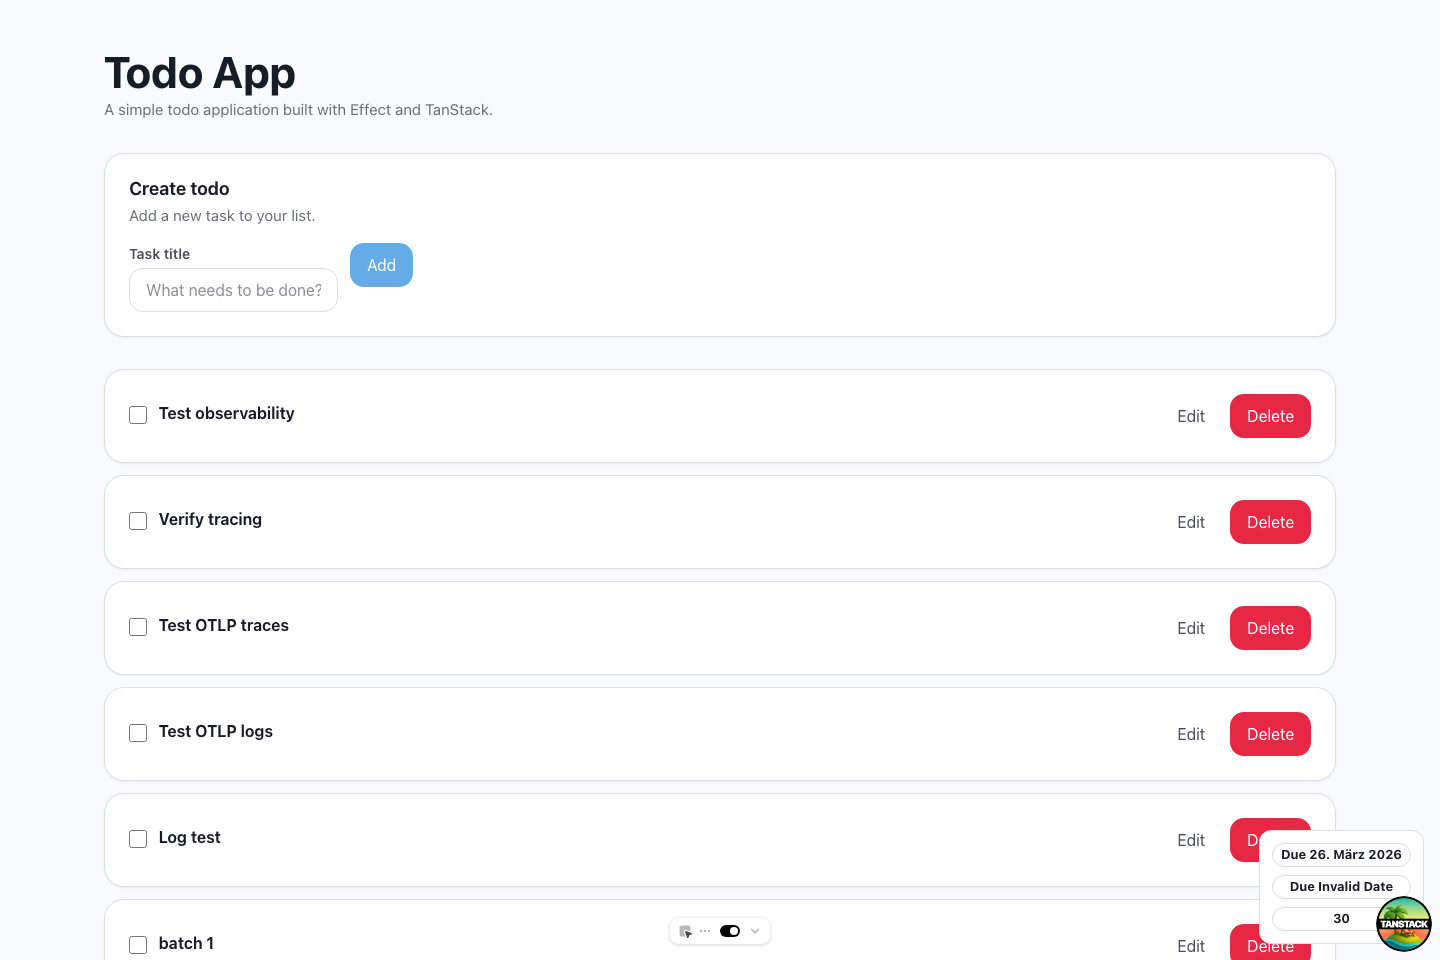 Todo App
A simple todo application built with Effect and TanStack.
Create todo
Add a new task to your list.
Task title
What needs to be done?
Add
Test observability
Edit
Delete
Verify tracing
Edit
Delete
Test OTLP traces
Edit
Delete
Test OTLP logs
Edit
Delete
Log test
Edit
Due 26. März 2026
Due Invalid Date
30
TANSTACK
batch 1
Edit
Delete